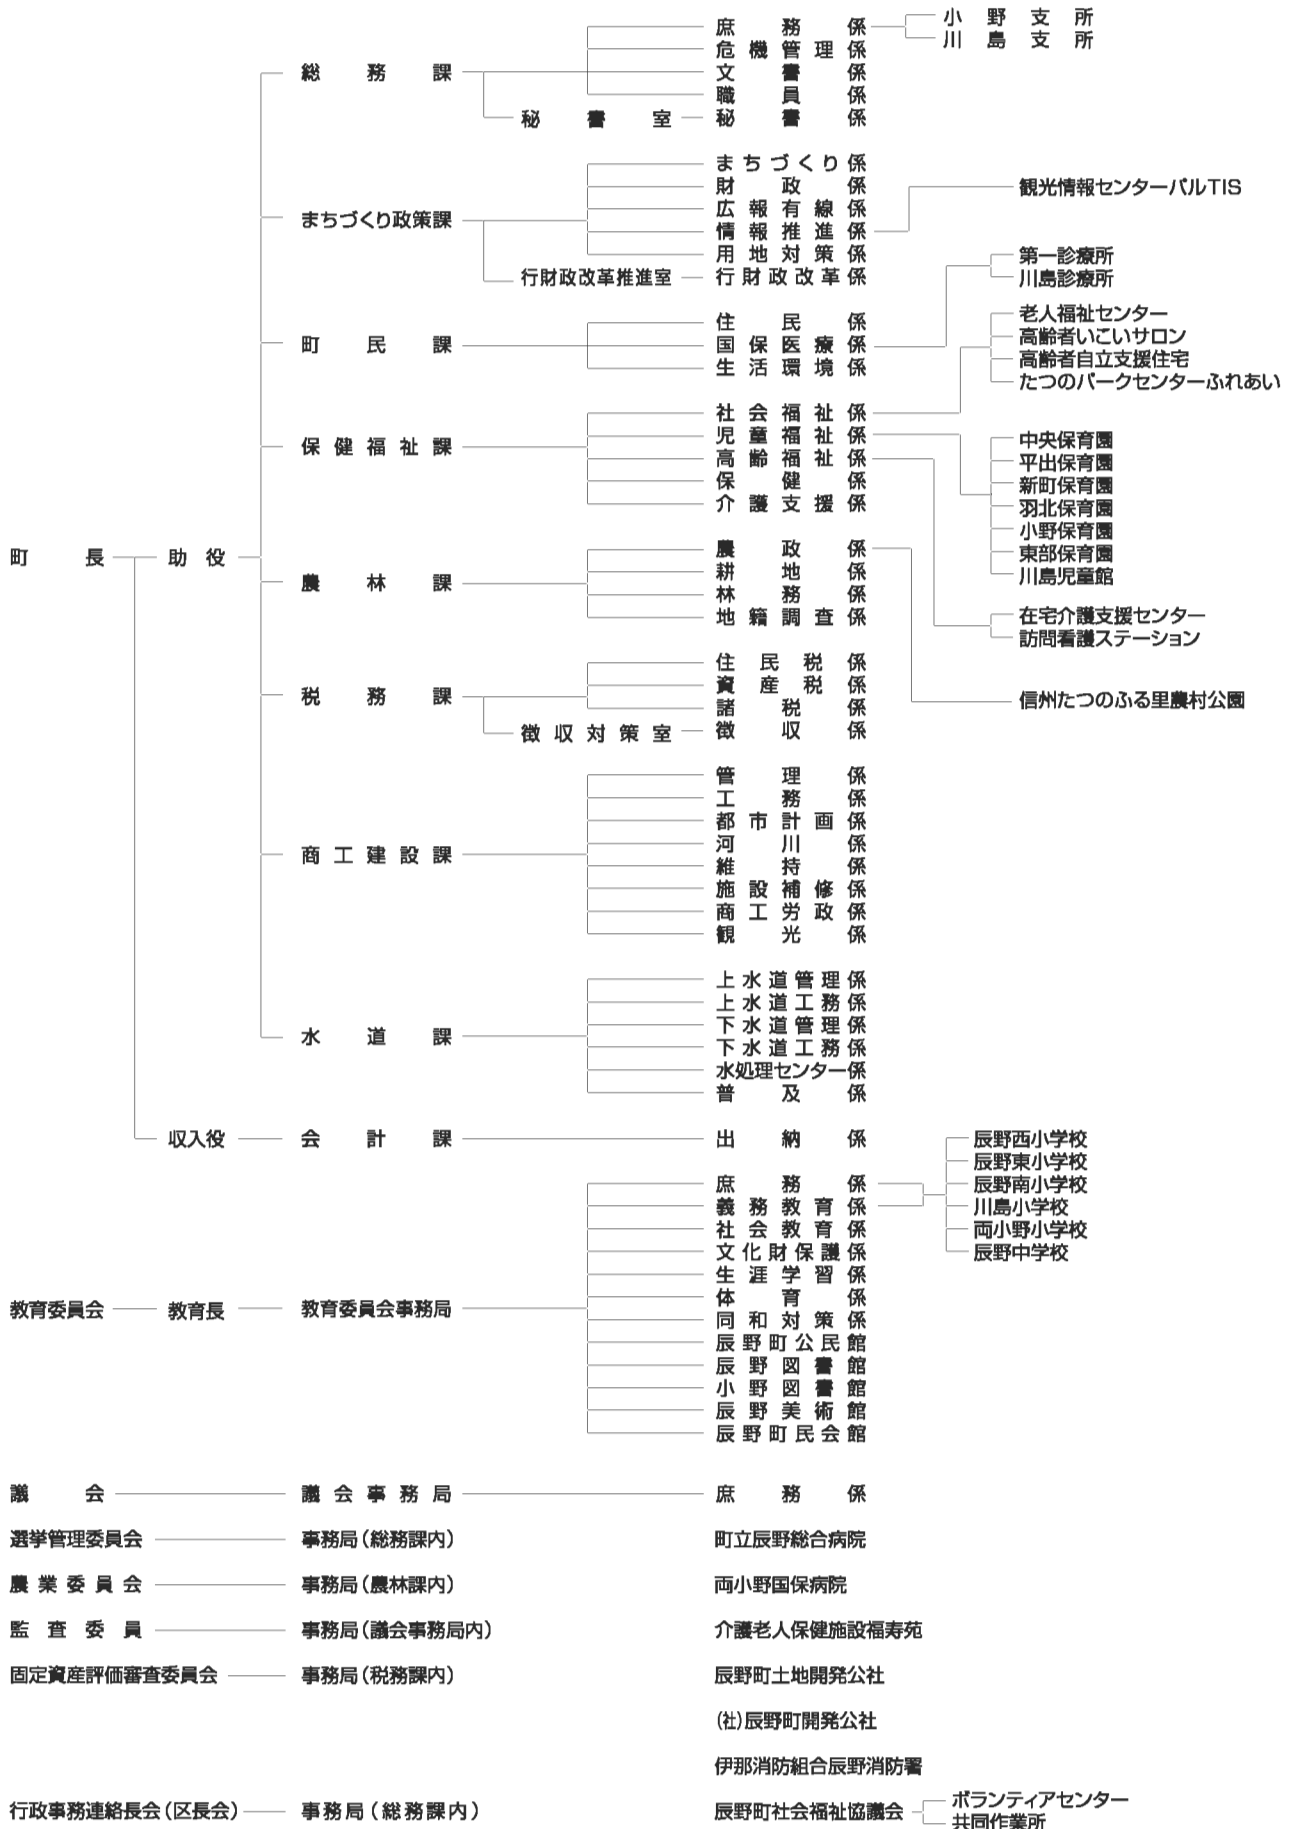 庶務係 小野支所
川島支所
危機管理係
総務課 文書係
職員係
秘書室 秘書係
まちづくり係
財政係 観光情報センターパルTIS
広報有線係
まちづくり政策課 情報推進係
用地対策係 第一診療所
行財政改革推進室 行財政改革係 川島診療所
住民係 老人福祉センター
町民課 国保医療係 高齢者いこいサロン
生活環境係 高齢者自立支援住宅
たつのパークセンターふれあい
社会福祉係
児童福祉係 中央保育園
保健福祉課 高齢福祉係 平出保育園
保健係 新町保育園
介護支援係 羽北保育園
小野保育園
町長 助役 農政係 東部保育園
農林課 耕地係 川島児童館
林務係
地籍調査係 在宅介護支援センター
訪問看護ステーション
住民税係
税務課 資産税係 信州たつのふる里農村公園
諸税係
徴収対策室 徴収係
管理係
工務係
都市計画係
商工建設課 河川係
維持係
施設補修係
商工労政係
観光係
上水道管理係
上水道工務係
水道課 下水道管理係
下水道工務係
水処理センター係
普及係
収入役 会計課 出納係 辰野西小学校
辰野東小学校
庶務係 辰野南小学校
義務教育係 川島小学校
社会教育係 両小野小学校
文化財保護係 辰野中学校
生涯学習係
教育委員会 教育長 教育委員会事務局 体育係
同和対策係
辰野町公民館
辰野図書館
小野図書館
辰野美術館
辰野町民会館
議会 議会事務局 庶務係
選挙管理委員会 事務局(総務課内) 町立辰野総合病院
農業委員会 事務局(農林課内) 両小野国保病院
監査委員 事務局(議会事務局内) 介護老人保健施設福寿苑
固定資産評価審査委員会 事務局(税務課内) 辰野町土地開発公社
(社)辰野町開発公社
伊那消防組合辰野消防署
行政事務連絡長会(区長会) 事務局(総務課内) 辰野町社会福祉協議会 ボランティアセンター
共同作業所